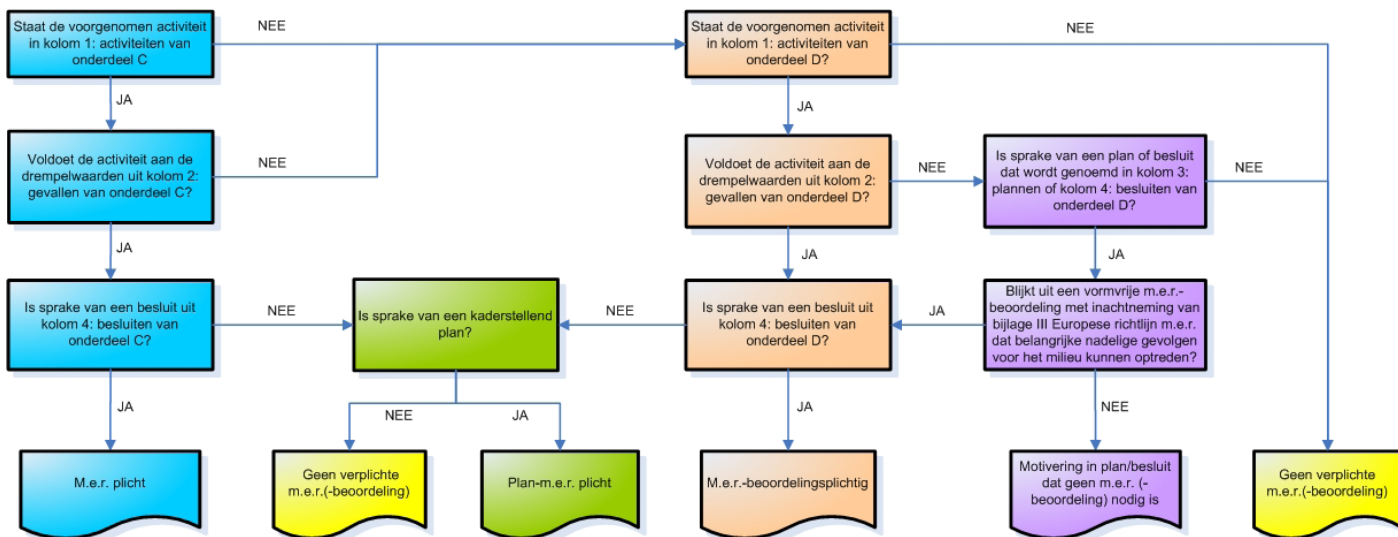 Staat de voorgenomen activiteit
in kolom 1: activiteiten van
onderdeel C
NEE
Staat de voorgenomen activiteit
in kolom 1: activiteiten van
onderdeel D?
NEE
JA
JA
Voldoet de activiteit aan de
drempelwaarden uit kolom 2:
gevallen van onderdeel C?
NEE
Voldoet de activiteit aan de
drempelwaarden uit kolom 2:
gevallen van onderdeel D?
NEE
Is sprake van een plan of besluit
dat wordt genoemd in kolom 3:
plannen of kolom 4: besluiten van
onderdeel D?
NEE
JA
JA
JA
Is sprake van een besluit uit
kolom 4: besluiten van
onderdeel C?
NEE
Is sprake van een kaderstellend
plan?
NEE
Is sprake van een besluit uit
kolom 4: besluiten van
onderdeel D?
JA
Blijkt uit een vormvrije m.e.r.-
beoordeling met inachtneming van
bijlage III Europese richtlijn m.e.r.
dat belangrijke nadelige gevolgen
voor het milieu kunnen optreden?
JA
NEE
JA
JA
NEE
M.e.r. plicht
Geen verplichte
m.e.r.(-beoordeling)
Plan-m.e.r. plicht
M.e.r.-beoordelingsplichtig
Motivering in plan/besluit
dat geen m.e.r. (-
beoordeling) nodig is
Geen verplichte
m.e.r.(-beoordeling)